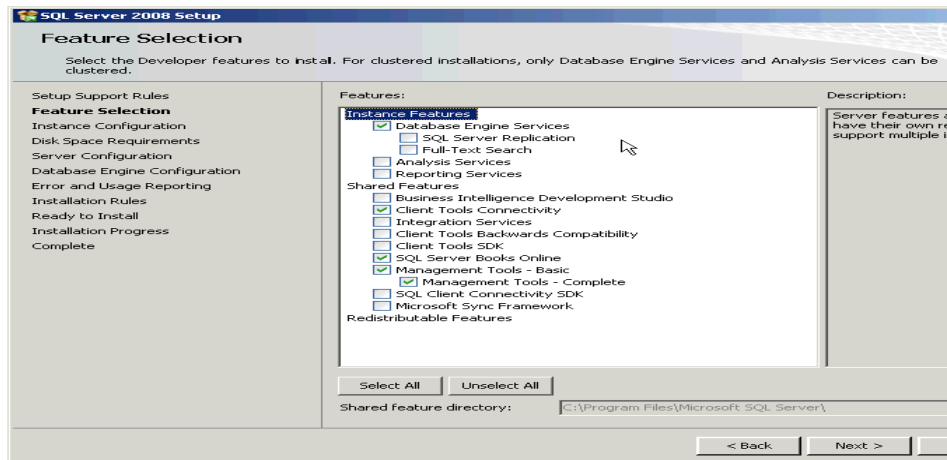 SQL Server 2008 Setup
Feature Selection
Select the Developer features to install. For clustered installations, only Database Engine Services and Analysis Services can be
clustered.
Setup Support Rules
Feature Selection
Instance Configuration
Disk Space Requirements
Server Configuration
Database Engine Configuration
Error and Usage Reporting
Installation Rules
Ready to Install
Installation Progress
Complete
Features:
Instance Features
Database Engine Services
SQL Server Replication
Full-Text Search
Analysis Services
Reporting Services
Shared Features
Business Intelligence Development Studio
Client Tools Connectivity
Integration Services
Client Tools Backwards Compatibility
Client Tools SDK
SQL Server Books Online
Management Tools - Basic
Management Tools - Complete
SQL Client Connectivity SDK
Microsoft Sync Framework
Redistributable Features
Description:
Server features
have their own
support multiple
Select All
Unselect All
Shared feature directory:
C:\Program Files\Microsoft SQL Server\
< Back
Next >